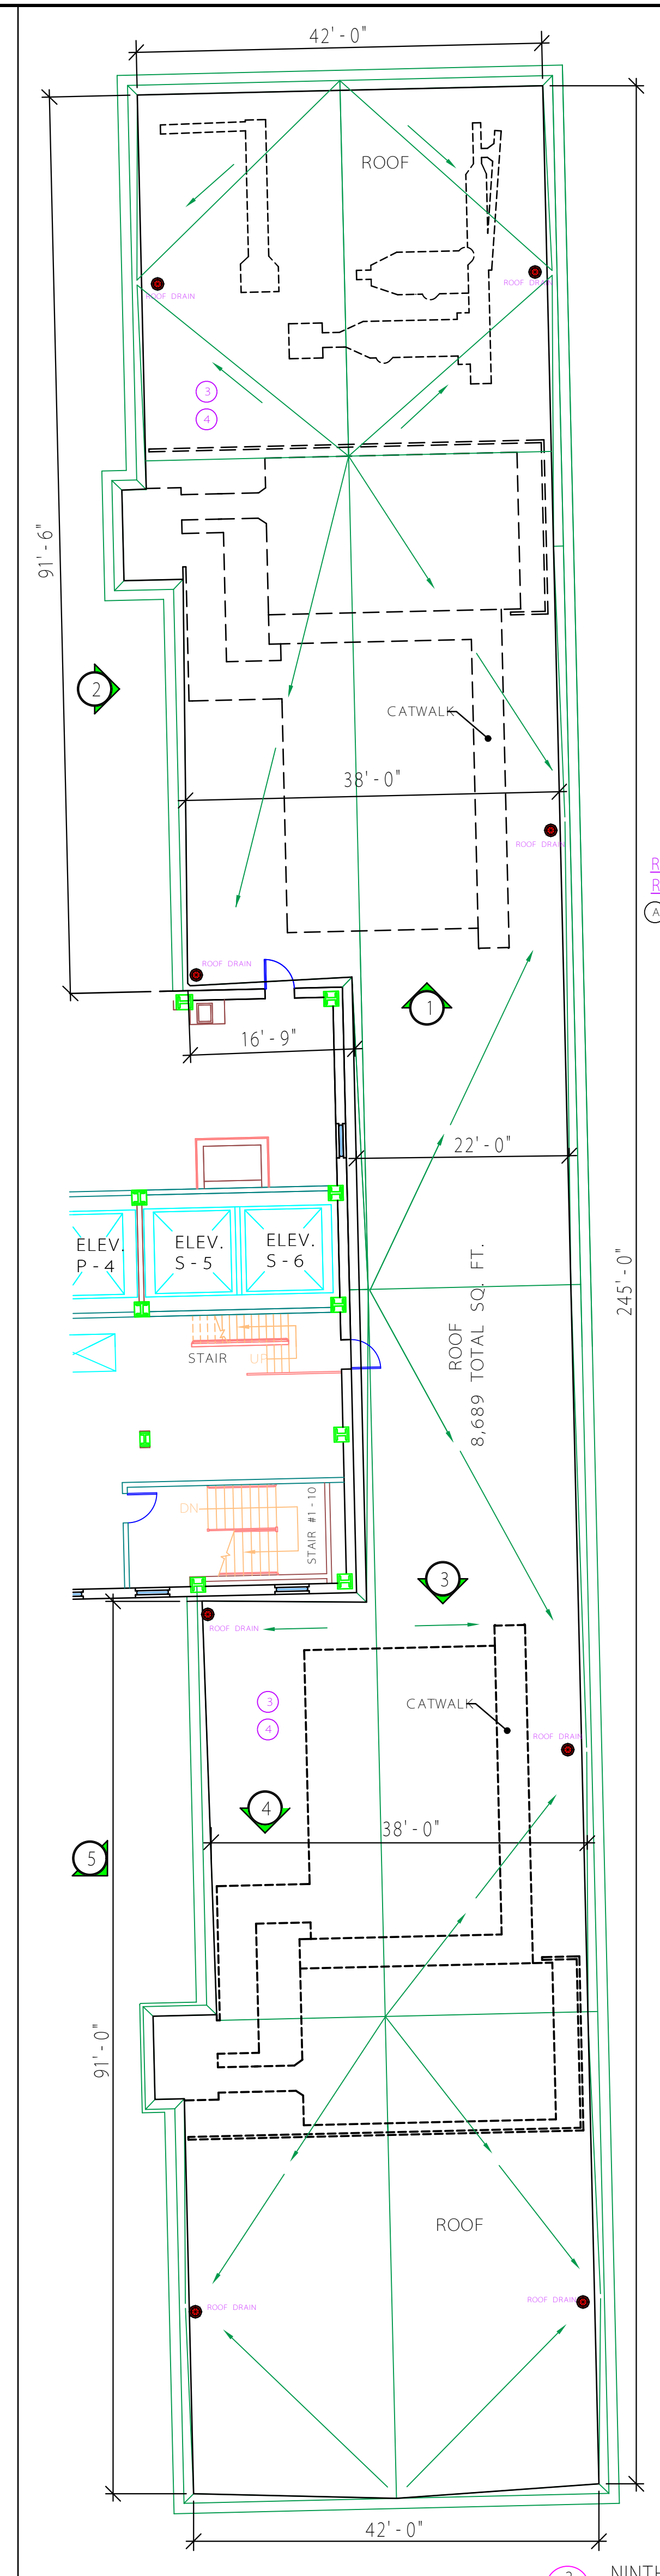 42'-0"
ROOF
ROOF DRAIN
ROOF DRAIN
3
4
91'-6"
2
CATWALK
38'-0"
ROOF DRAIN
R
R
A
ROOF DRAIN
1
16'-9"
22'-0"
ELEV.
P-4
ELEV.
S-5
ELEV.
S-6
ROOF
8,689 TOTAL SQ. FT.
245'-0"
STAIR
UP
DN
STAIR #1-10
3
ROOF DRAIN
3
4
CATWALK
ROOF DRAIN
4
38'-0"
5
91'-0"
ROOF
ROOF DRAIN
ROOF DRAIN
42'-0"
NINTH